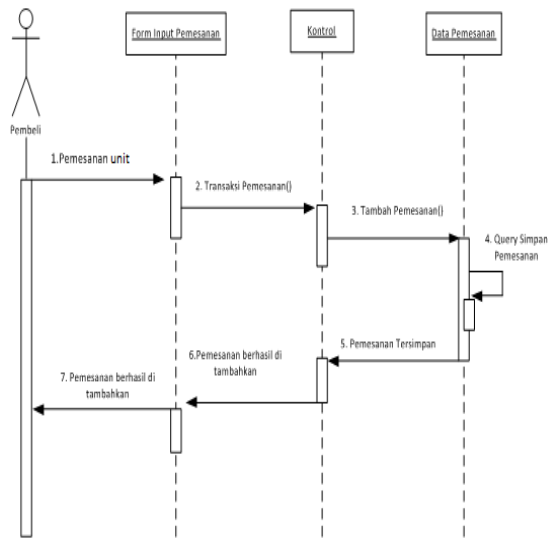 Form Input Pemesanan
Kontrol
Data Pemesanan
Pembeli
1.Pemesanan unit
2. Transaksi Pemesanan()
3. Tambah Pemesanan()
4. Query Simpan
Pemesanan
5. Pemesanan Tersimpan
6.Pemesanan berhasil di
tambahkan
7. Pemesanan berhasil di
tambahkan